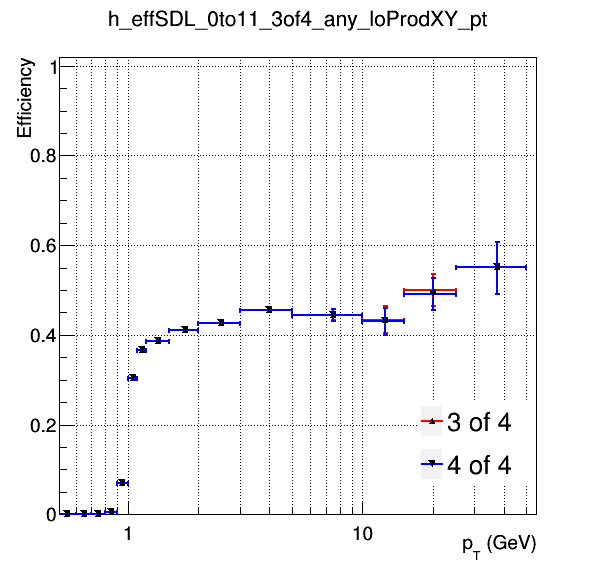 h_effSDL_0to11_3of4_any_loProdXY_pt
Efficiency
1
0.8
0.6
0.4
0.2
0
3 of 4
4 of 4
1
10
p_T (GeV)